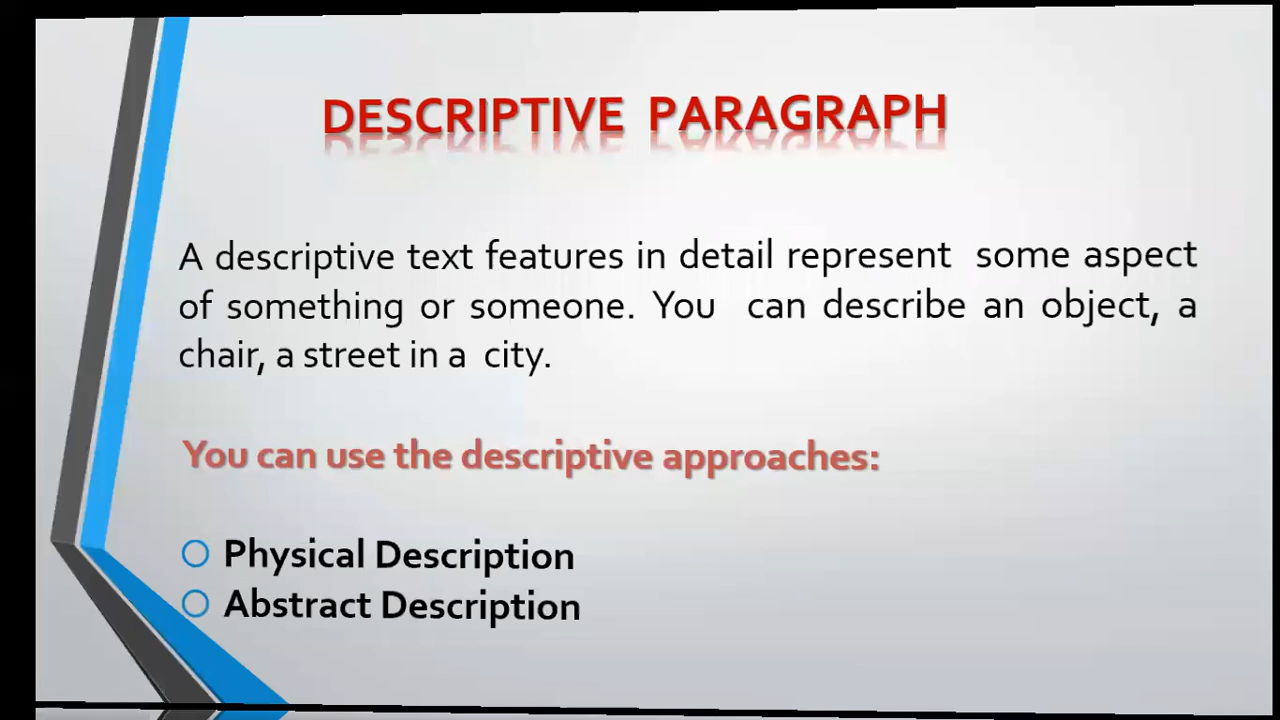 DESCRIPTIVE PARAGRAPH
A descriptive text features in detail represent some aspect
of something or someone. You can describe an object, a
chair, a street in a city.
You can use the descriptive approaches:
Physical Description
Abstract Description